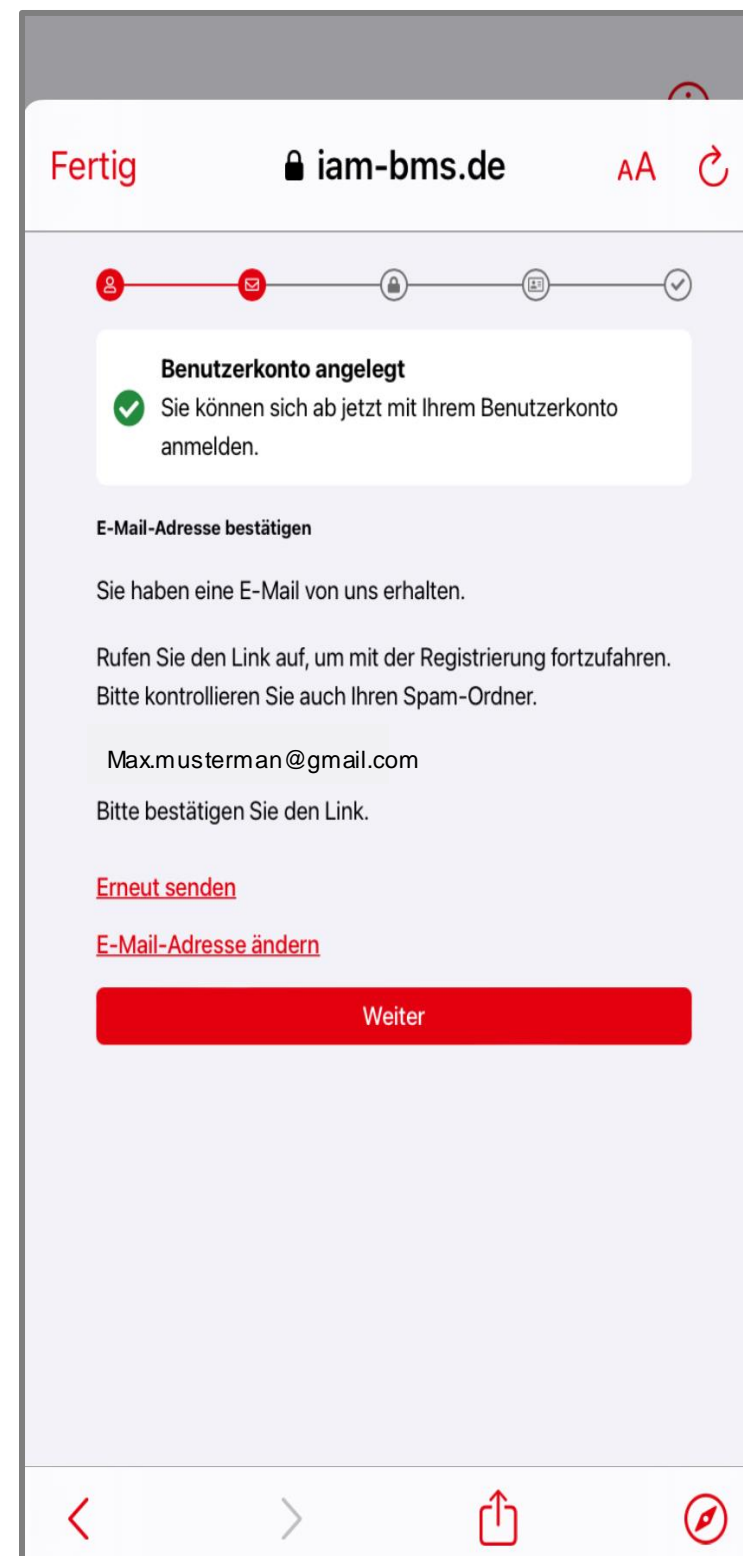 Fertig
iam-bms.de
AA
Benutzerkonto angelegt
Sie können sich ab jetzt mit Ihrem Benutzerkonto
anmelden.
E-Mail-Adresse bestätigen
Sie haben eine E-Mail von uns erhalten.
Rufen Sie den Link auf, um mit der Registrierung fortzufahren.
Bitte kontrollieren Sie auch Ihren Spam-Ordner.
Max.musterman@gmail.com
Bitte bestätigen Sie den Link.
Erneut senden
E-Mail-Adresse ändern
Weiter